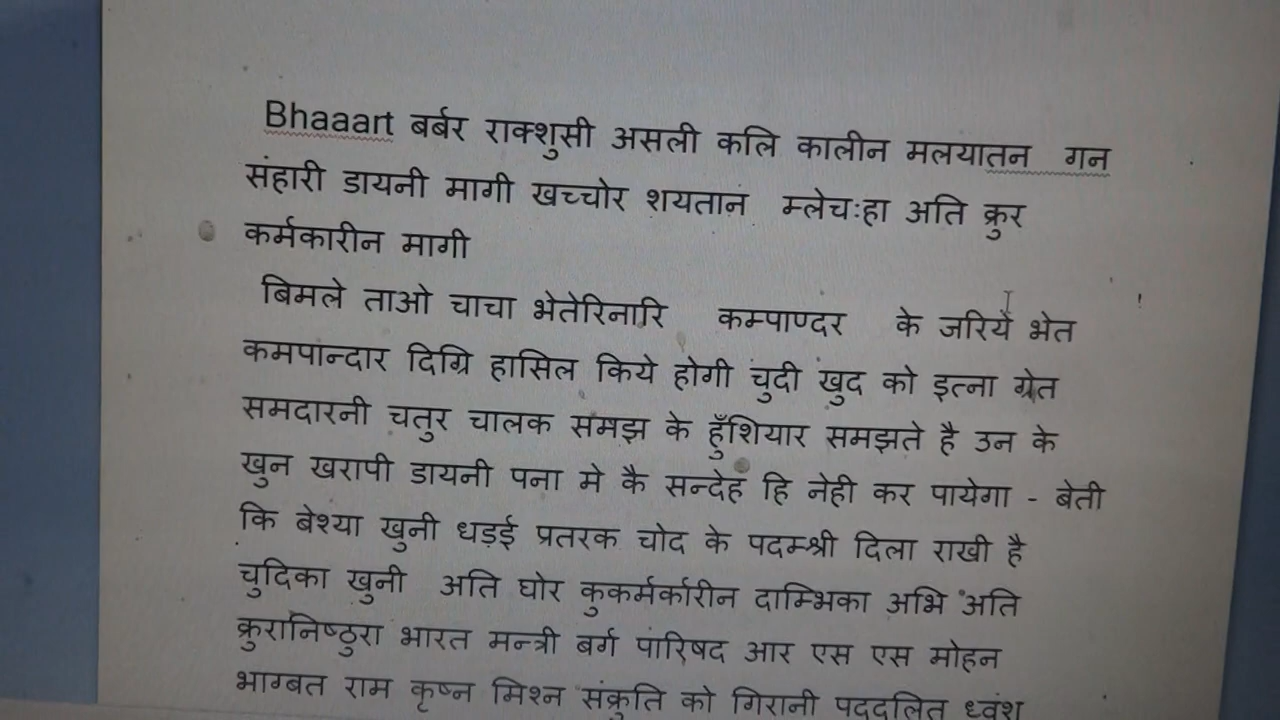 Bhaaart बर्बर राक्शुसी असली कलि कालीन मलयातन गन
संहारी डायनी मागी खच्चोर शयतान म्लेचःहा अति क्रुर
कर्मकारीन मागी
बिमले ताओ चाचा भेतेरिनारि कम्पाण्दर के जरिये भेत
कमपान्दार दिग्रि हासिल किये होगी चुदी खुद को इत्ना ग्रेत
समदारनी चतुर चालक समझ के हुँशियार समझते है उन के
खुन खरापी डायनी पना मे कै सन्देह हि नेही कर पायेगा - बेती
कि बेश्या खुनी धड़ई प्रतरक चोद के पदम्श्री दिला राखी है
चुदिका खुनी अति घोर कुकर्मर्कारीन दाम्भिका अभि अति
क्रुरानिष्ठुरा भारत मन्त्री बर्ग पारिषद आर एस एस मोहन
भाग्बत राम कृष्न मिश्न संक्रुति को गिरानी पददलित ध्वंश